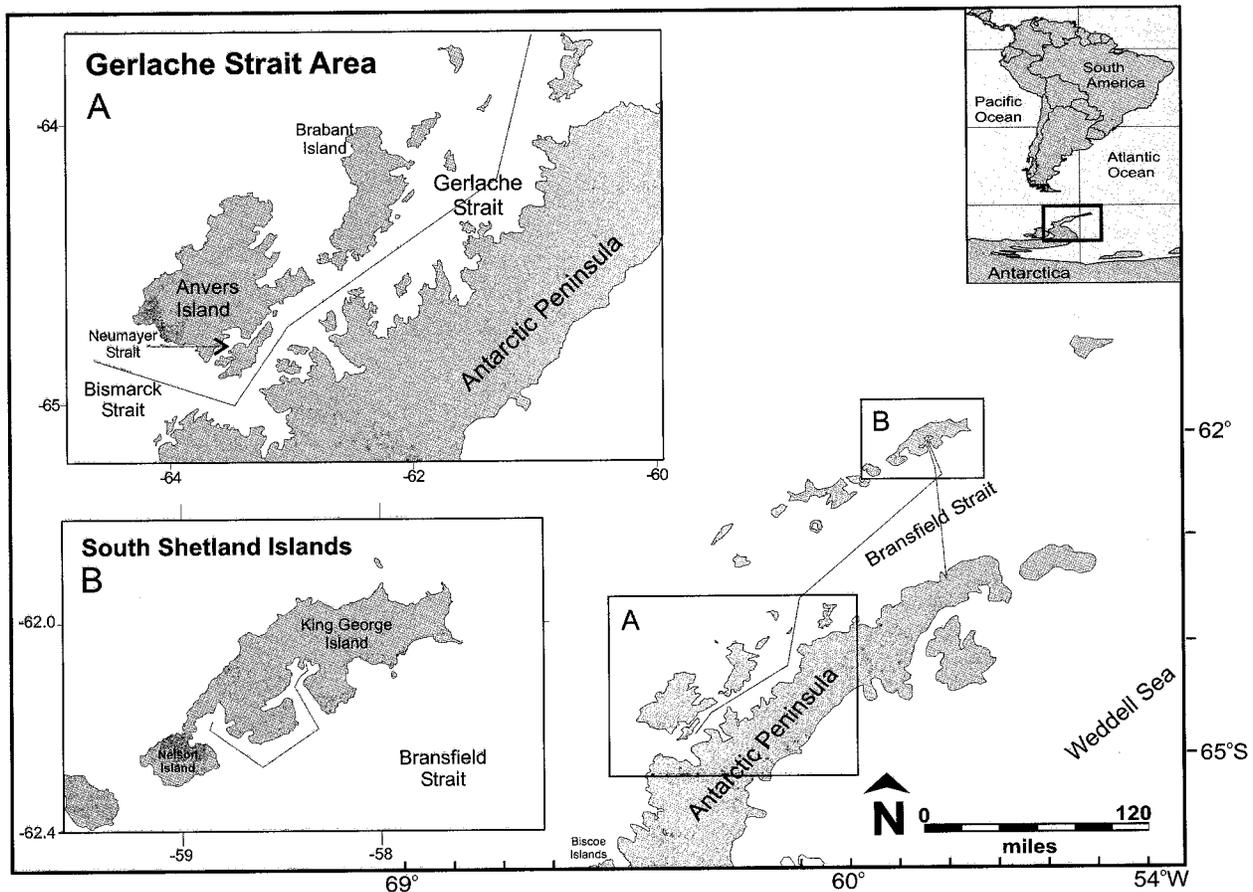 Gerlache Strait Area
A
-64
-65
-64
-62
-60
Brabant
Island
Gerlache
Strait
Anvers
Island
Neumayer
Strait
Bismarck
Strait
Antarctic Peninsula
South
America
Pacific
Ocean
Atlantic
Ocean
Antarctica
South Shetland Islands
B
-62.0
-62.4
-59
-58
King George
Island
Nelson
Island
Bransfield
Strait
B
Bransfield Strait
A
Antarctic Peninsula
Weddell Sea
Biscoe
Islands
N
0
120
miles
62°
65°S
69°
60°
54°W